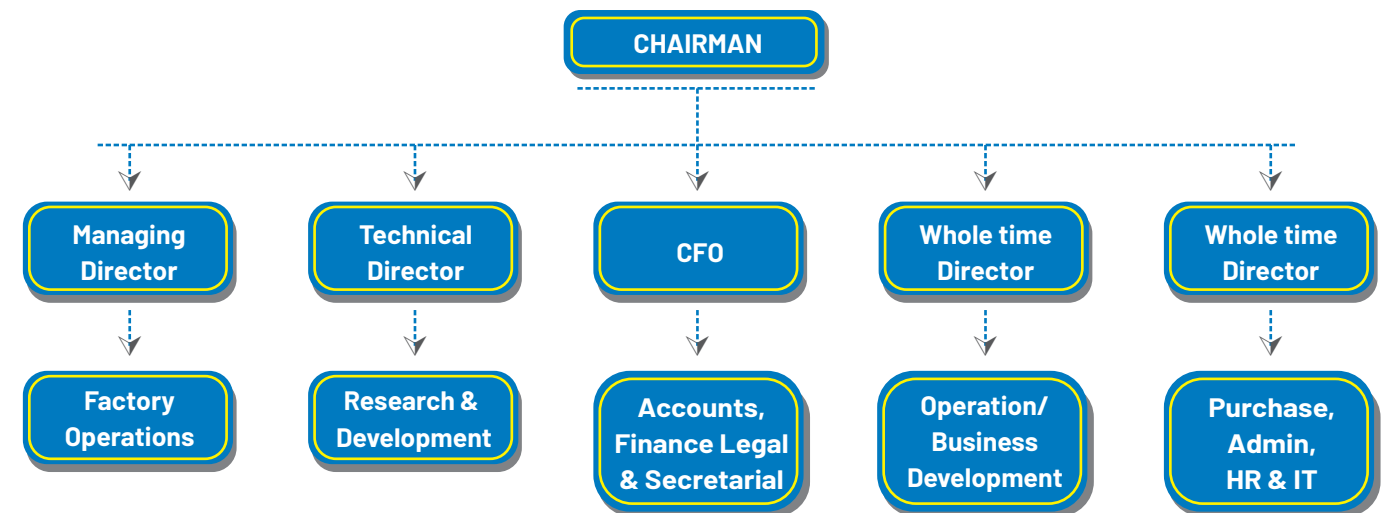 CHAIRMAN
Managing
Director
Technical
Director
CFO
Whole time
Director
Whole time
Director
Factory
Operations
Research &
Development
Accounts,
Finance Legal
& Secretarial
Operation/
Business
Development
Purchase,
Admin,
HR & IT